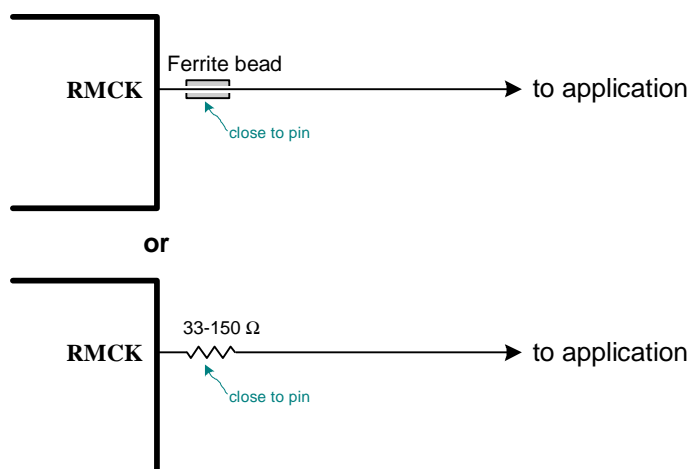 Ferrite bead
RMCK
to application
close to pin
or
33-150 Ω
RMCK
to application
close to pin